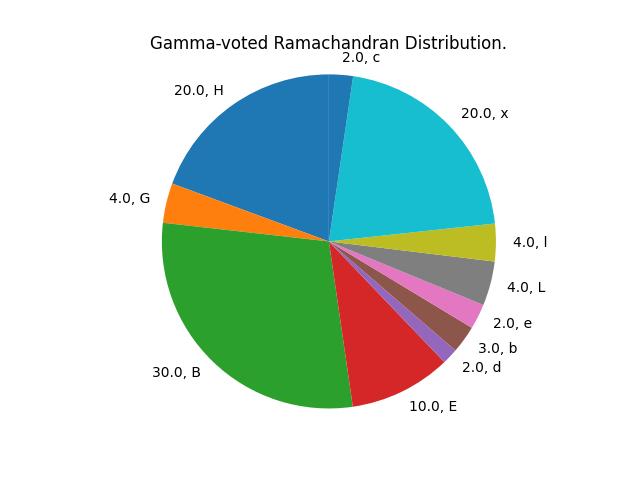 Gamma-voted Ramachandran Distribution.
2.0, c
20.0, H
20.0, x
4.0, G
4.0, l
4.0, L
2.0, e
3.0, b
2.0, d
30.0, B
10.0, E